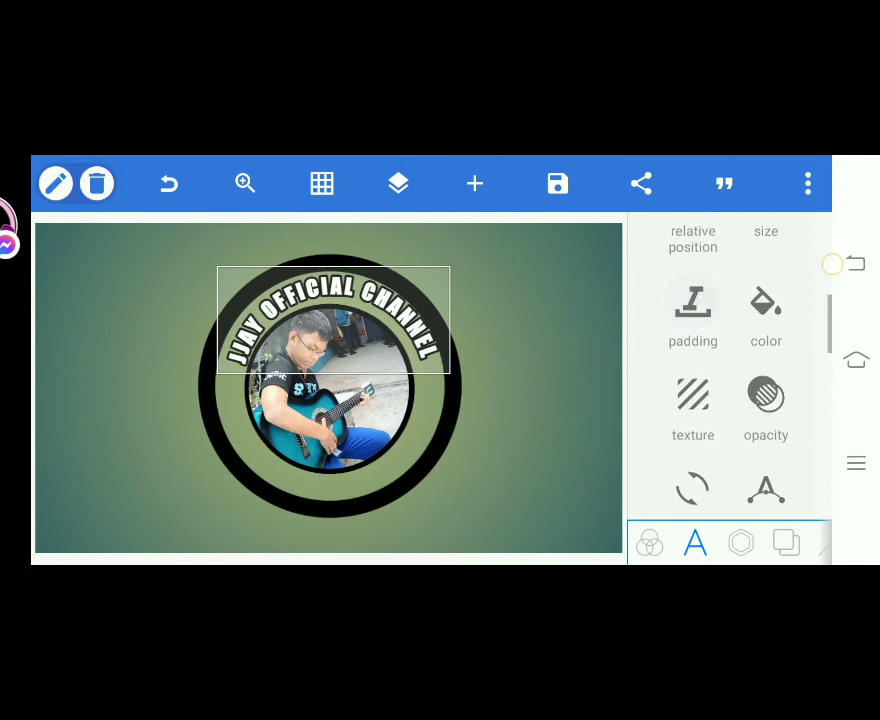 relative
position
size
JJAY OFFICIAL CHANNEL
padding
color
texture
opacity